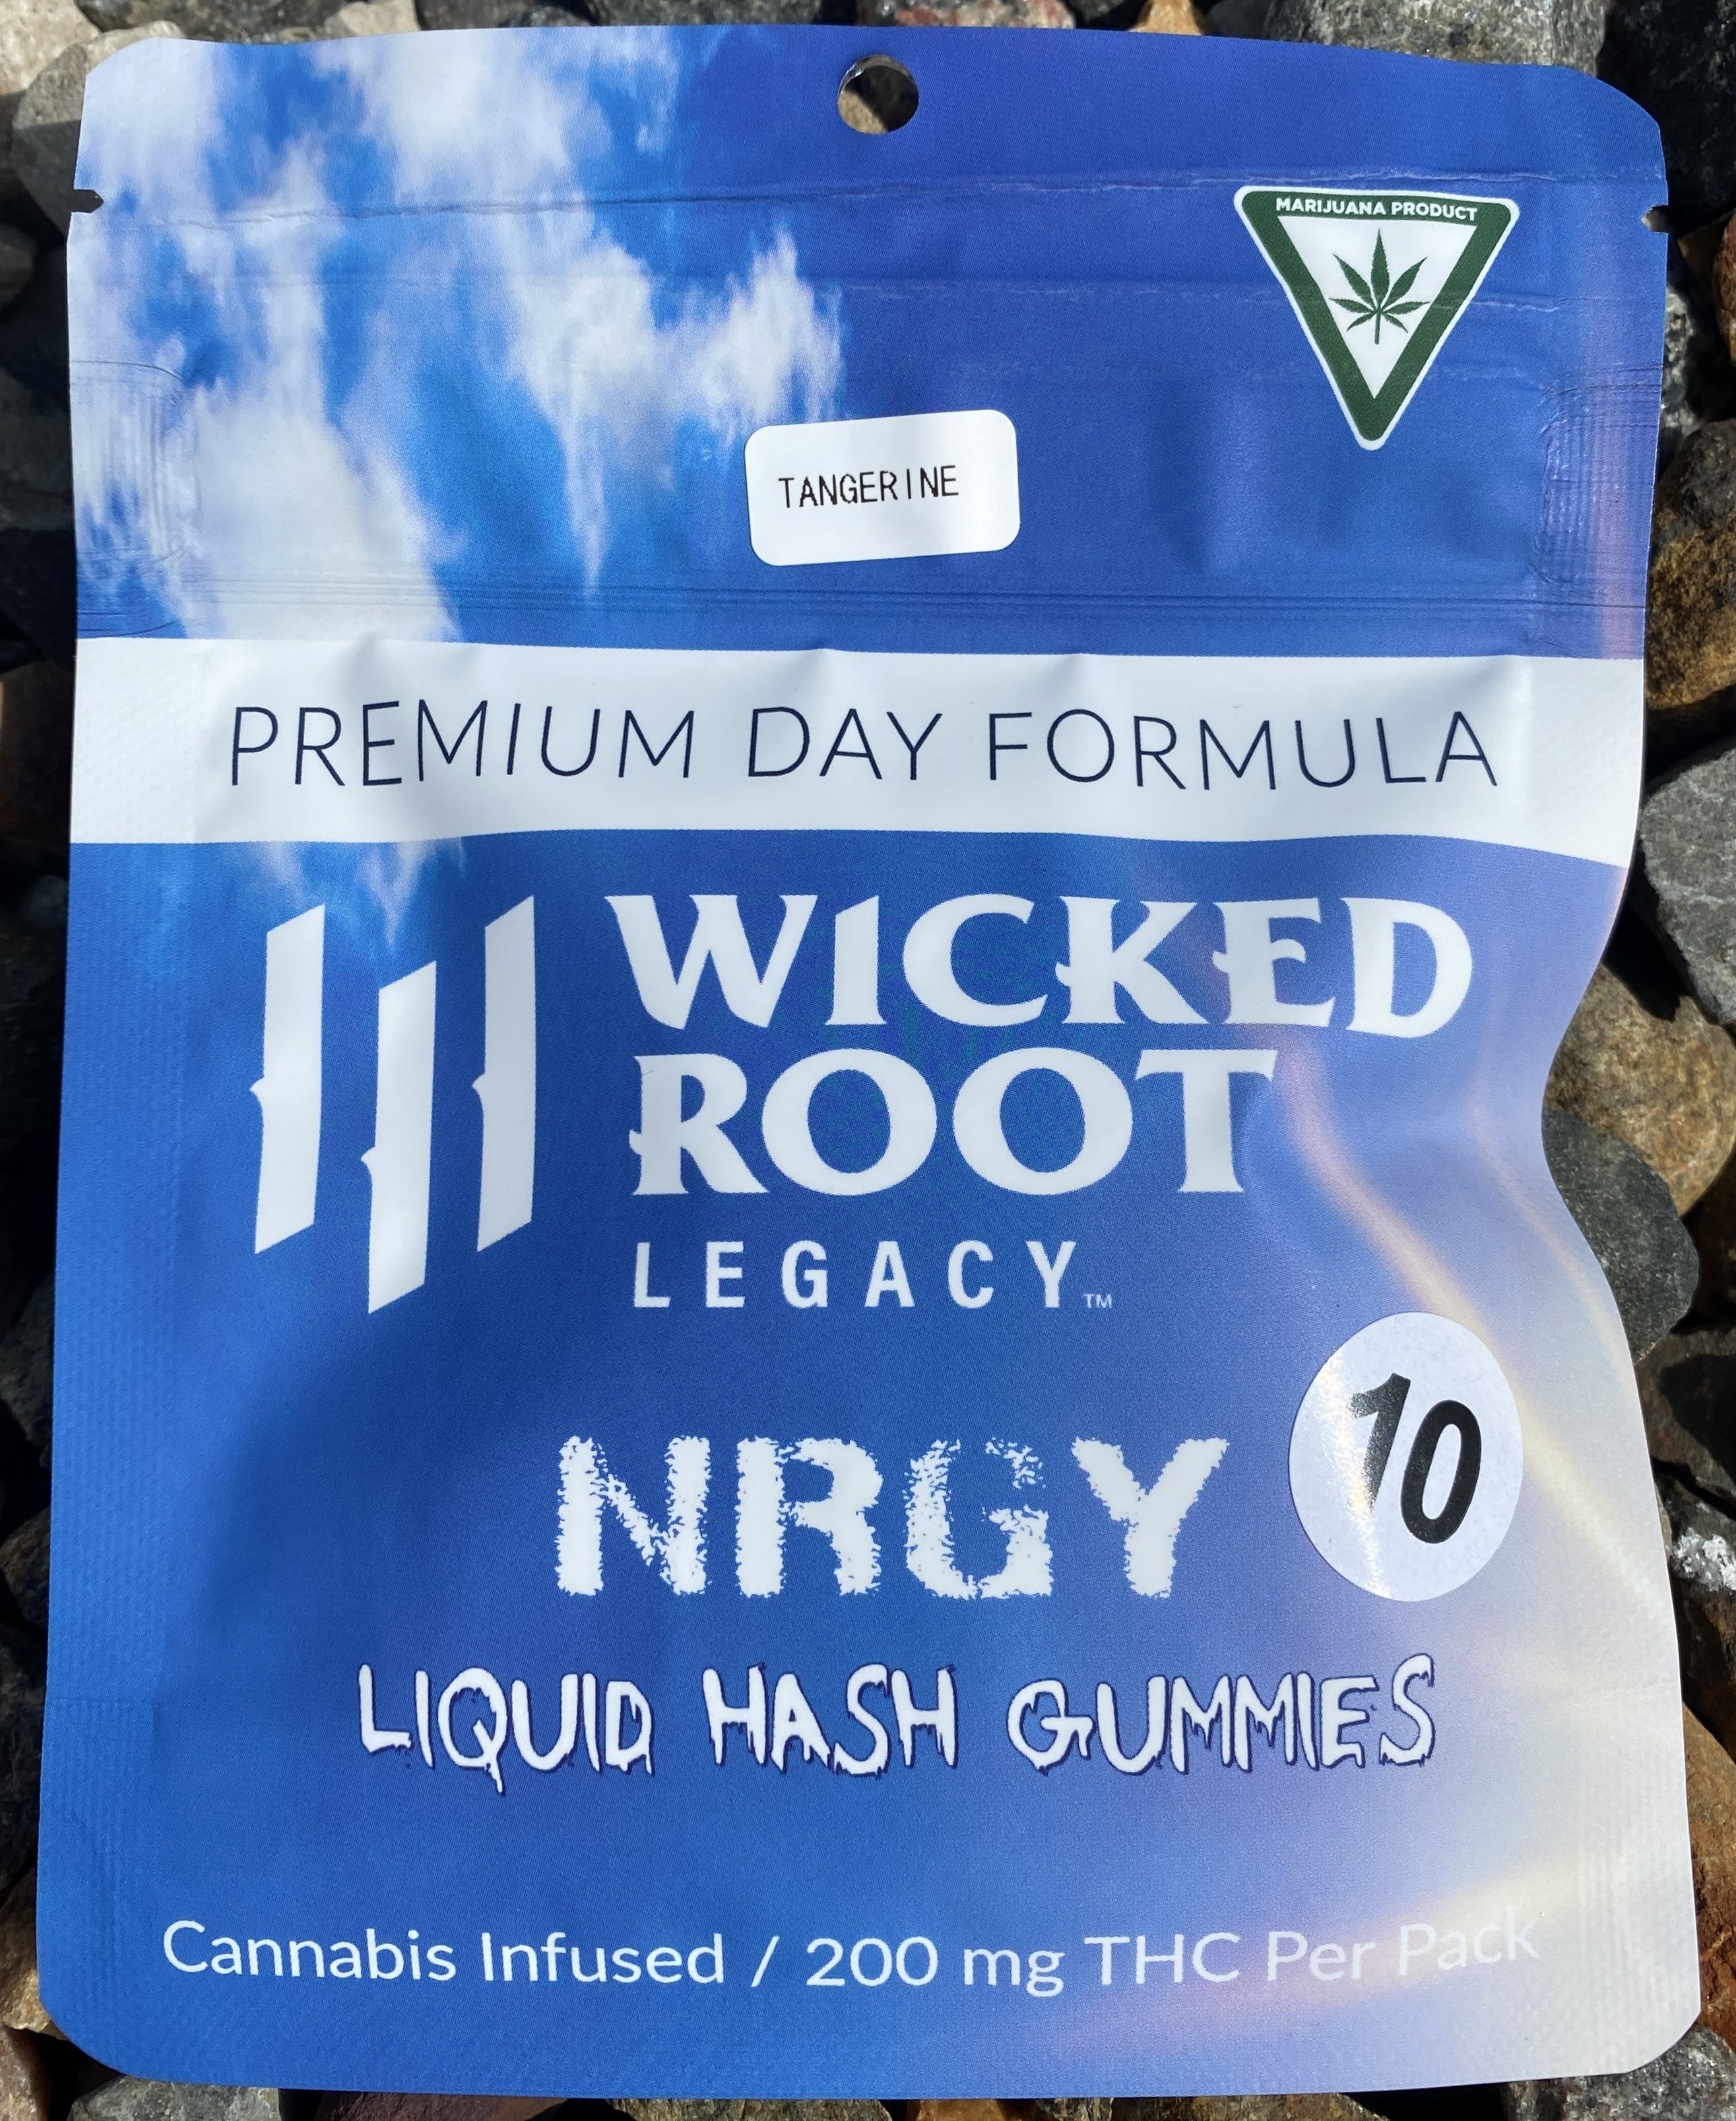 MARIJUANA PRODUCT
TANGERINE
PREMIUM DAY FORMULA
WICKED
ROOT
LEGACY™
10
NRGY
LIQUID HASH GUMMIES
Cannabis Infused / 200 mg THC Per Pack